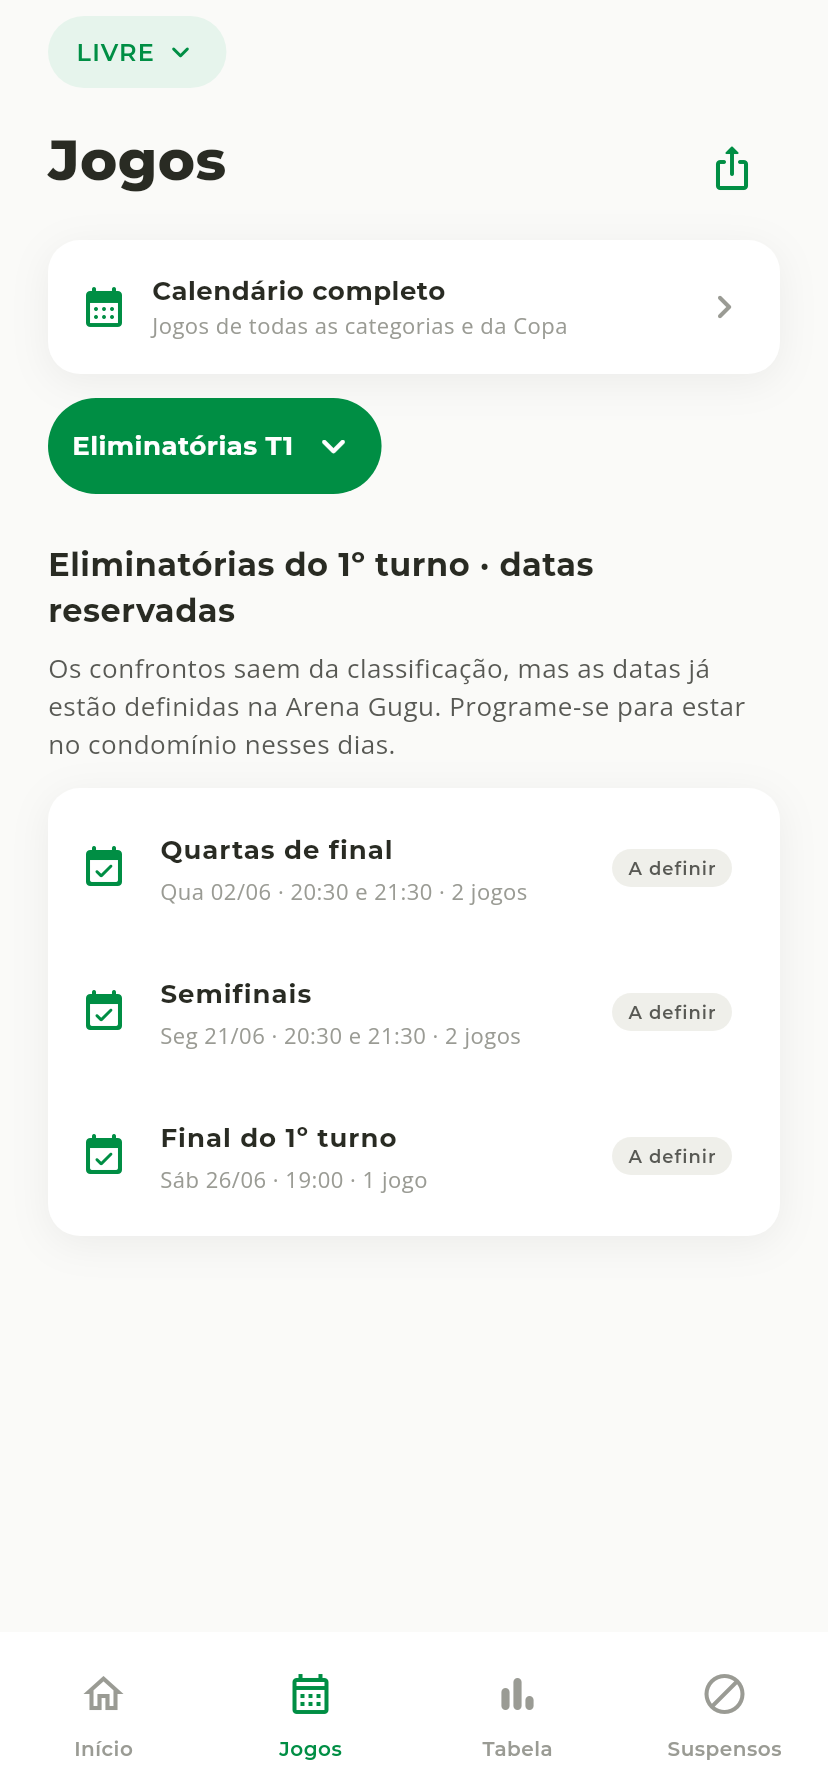 LIVRE
Jogos
Calendário completo
Jogos de todas as categorias e da Copa
Eliminatórias T1
Eliminatórias do 1º turno · datas
reservadas
Os confrontos saem da classificação, mas as datas já
estão definidas na Arena Gugu. Programe-se para estar
no condomínio nesses dias.
Quartas de final
Qua 02/06 · 20:30 e 21:30 · 2 jogos
A definir
Semifinais
Seg 21/06 · 20:30 e 21:30 · 2 jogos
A definir
Final do 1º turno
Sáb 26/06 · 19:00 · 1 jogo
A definir
Início
Jogos
Tabela
Suspensos